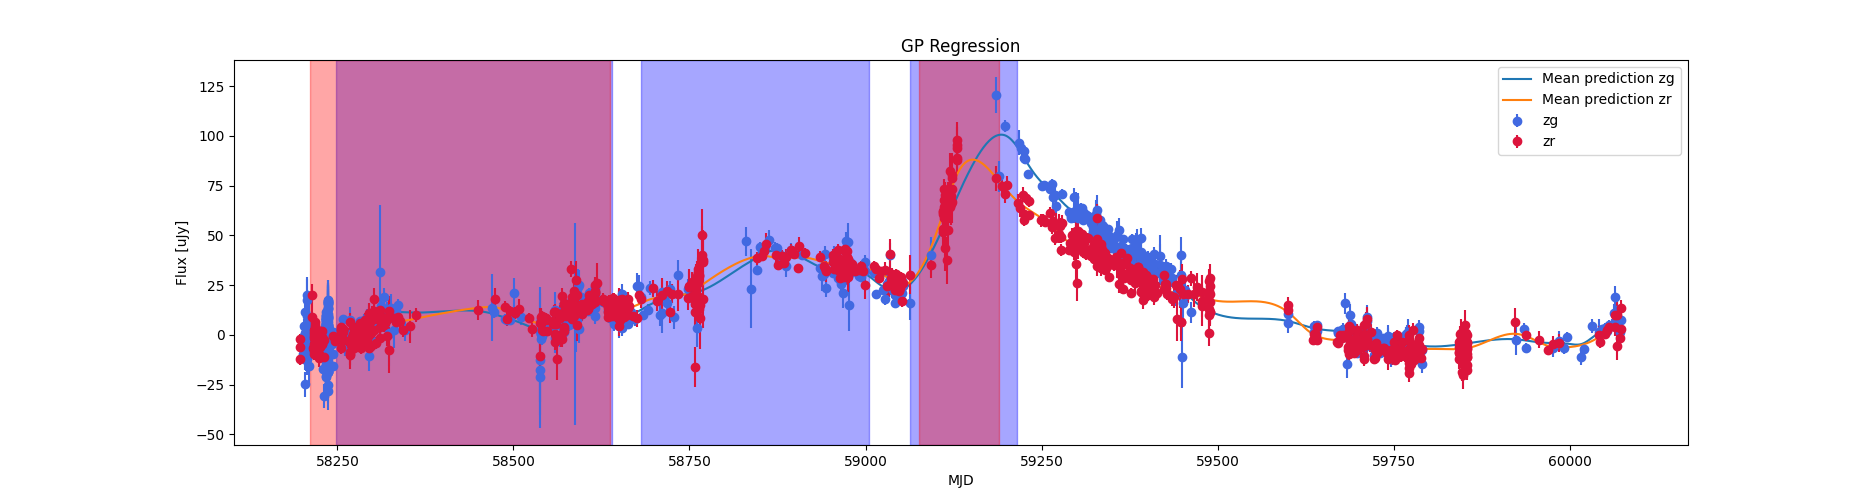 GP Regression
Flux [uJy]
125
100
75
50
25
0
−25
−50
Mean prediction zg
Mean prediction zr
zg
zr
58250
58500
58750
59000
59250
59500
59750
60000
MJD